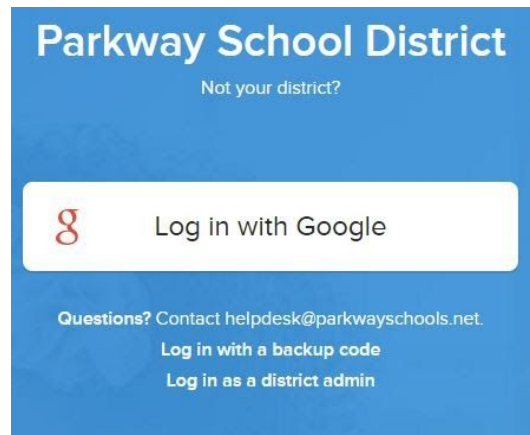 Parkway School District
Not your district?
g Log in with Google
Questions? Contact helpdesk@parkwayschools.net.
Log in with a backup code
Log in as a district admin